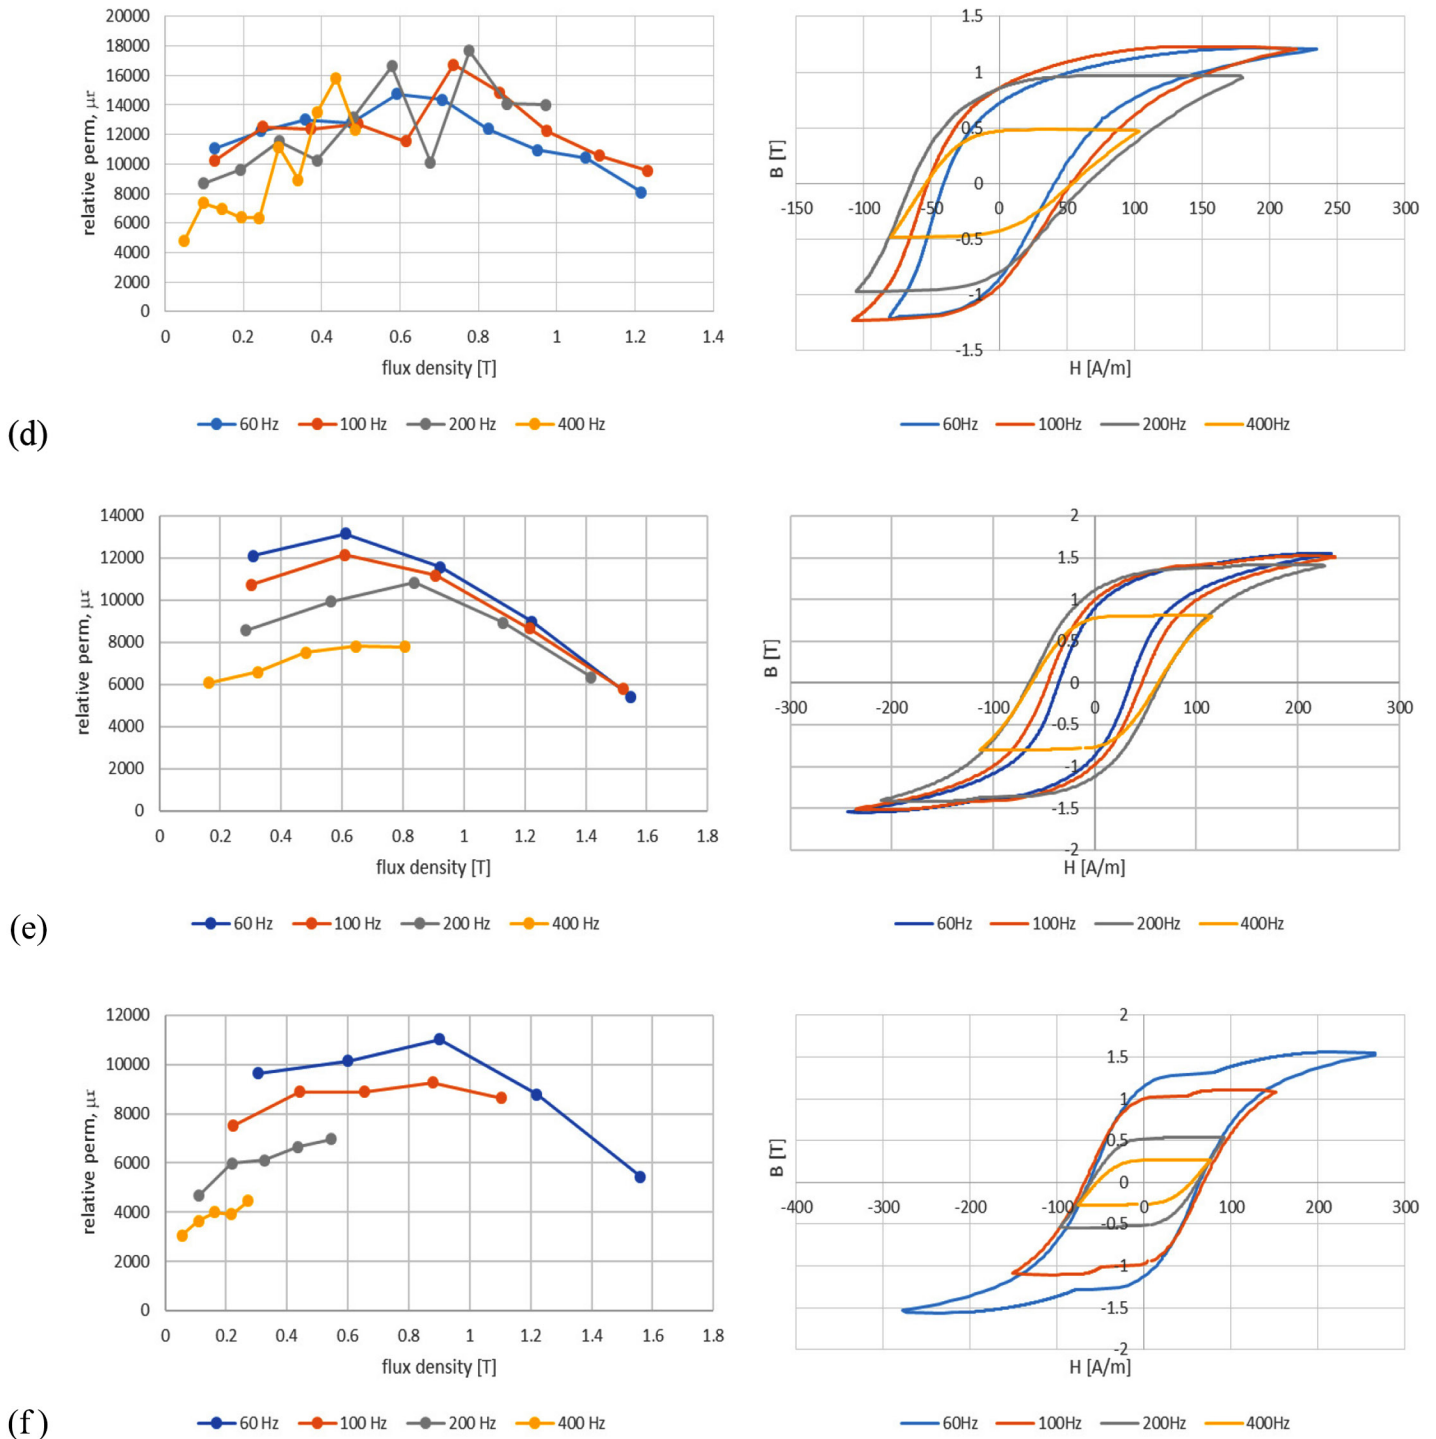 20000
18000
16000
14000
12000
10000
8000
6000
4000
2000
0
relative perm, μr
0 0.2 0.4 0.6 0.8 1 1.2 1.4
flux density [T]
60 Hz 100 Hz 200 Hz 400 Hz
1.5
1
0.5
0
-0.5
-1
-1.5
B [T]
-150 -100 -50 0 50 100 150 200 250 300
H [A/m]
60Hz 100Hz 200Hz 400Hz
(d)
14000
12000
10000
8000
6000
4000
2000
0
relative perm, μr
0 0.2 0.4 0.6 0.8 1 1.2 1.4 1.6 1.8
flux density [T]
60 Hz 100 Hz 200 Hz 400 Hz
2
1.5
1
0.5
0
-0.5
-1
-1.5
-2
B [T]
-300 -200 -100 0 100 200 300
H [A/m]
60Hz 100Hz 200Hz 400Hz
(e)
12000
10000
8000
6000
4000
2000
0
relative perm, μr
0 0.2 0.4 0.6 0.8 1 1.2 1.4 1.6 1.8
flux density [T]
60 Hz 100 Hz 200 Hz 400 Hz
2
1.5
1
0.5
0
-0.5
-1
-1.5
-2
B [T]
-400 -300 -200 -100 0 100 200 300
H [A/m]
60Hz 100Hz 200Hz 400Hz
(f)